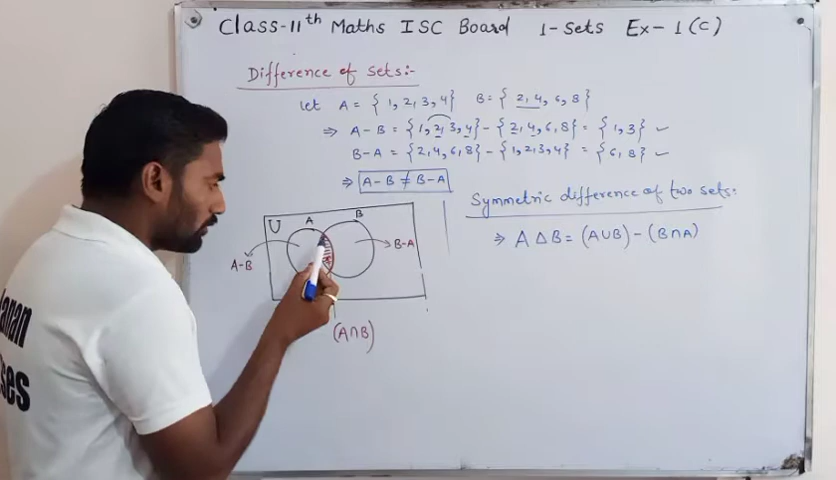 Class-11th Maths ISC Board 1-Sets Ex-1(C)
Difference of sets:-
Let A = {1,2,3,4} B = {2,4,6,8}
⇒ A-B = {1,2,3,4} - {2,4,6,8} = {1,3} ✓
B-A = {2,4,6,8} - {1,2,3,4} = {6,8} ✓
⇒ A-B ≠ B-A
Symmetric difference of two sets:
⇒ A Δ B = (A∪B) - (B∩A)
U A B
A-B
B-A
(A∩B)